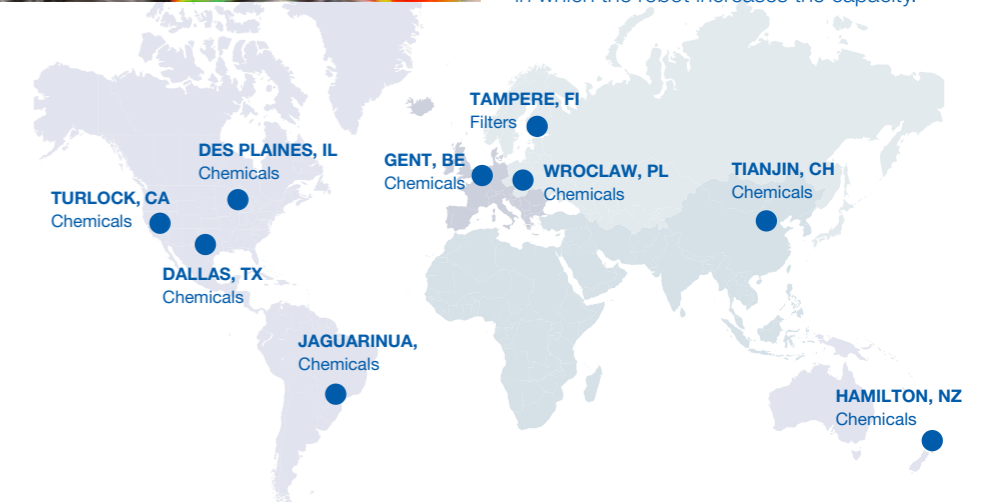 in which the robot increases the capacity.
TAMPERE, FI
Filters
DES PLAINES, IL
Chemicals
GENT, BE
Chemicals
WROCLAW, PL
Chemicals
TIANJIN, CH
Chemicals
TURLOCK, CA
Chemicals
DALLAS, TX
Chemicals
JAGUARINUA,
Chemicals
HAMILTON, NZ
Chemicals